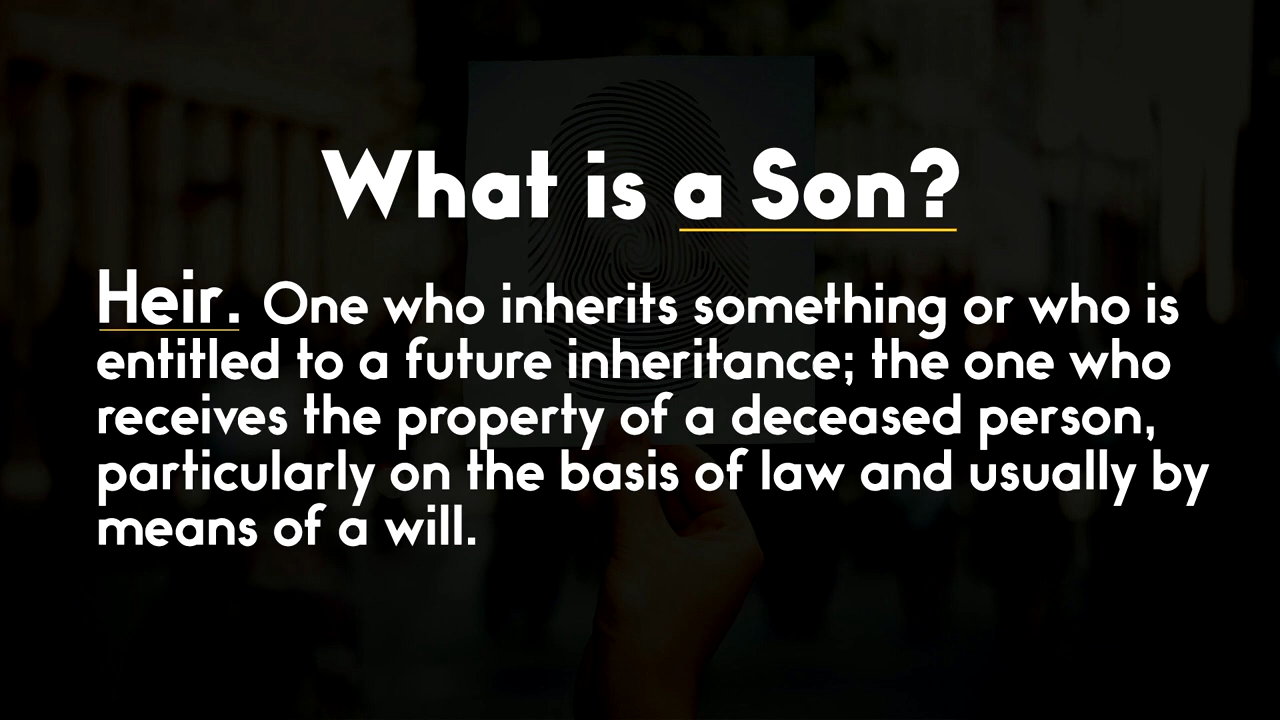 What is a Son?
Heir. One who inherits something or who is
entitled to a future inheritance; the one who
receives the property of a deceased person,
particularly on the basis of law and usually by
means of a will.